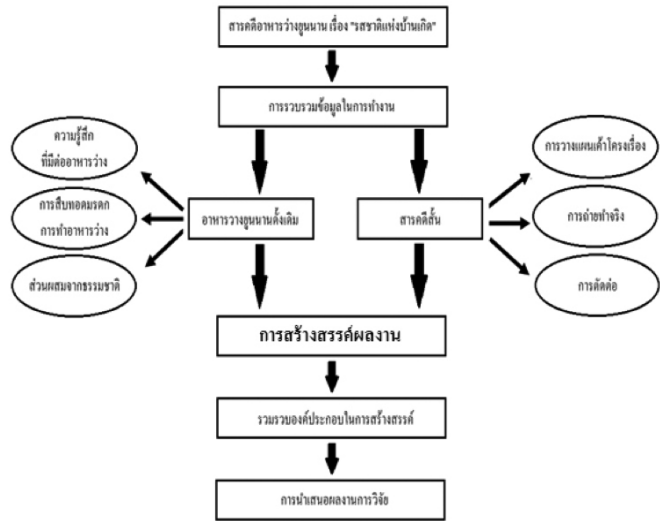 สารคดีอาหารว่างยูนนาน เรื่อง "รสชาติแห่งบ้านเกิด"
การรวบรวมข้อมูลในการทำงาน
ความรู้สึก
ที่มีต่ออาหารว่าง
การสืบทอดมรดก
การทำอาหารว่าง
ส่วนผสมจากธรรมชาติ
อาหารวางยูนนานดั้งเดิม
สารคดีสั้น
การวางแผนเค้าโครงเรื่อง
การถ่ายทำจริง
การตัดต่อ
การสร้างสรรค์ผลงาน
รวมรวบองค์ประกอบในการสร้างสรรค์
การนำเสนอผลงานการวิจัย